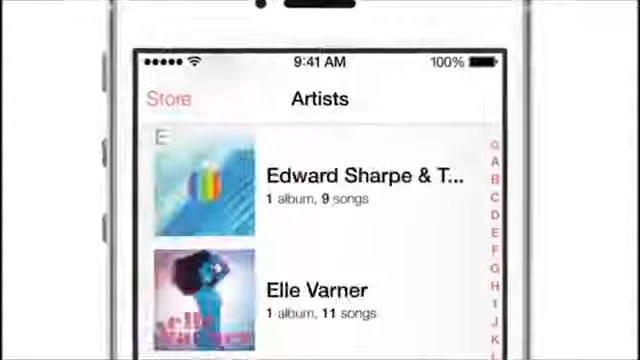 9:41 AM
100%
Store
Artists
E
Edward Sharpe & T...
1 album, 9 songs
Elle Varner
1 album, 11 songs
A
B
C
D
E
F
G
H
I
J
K
L